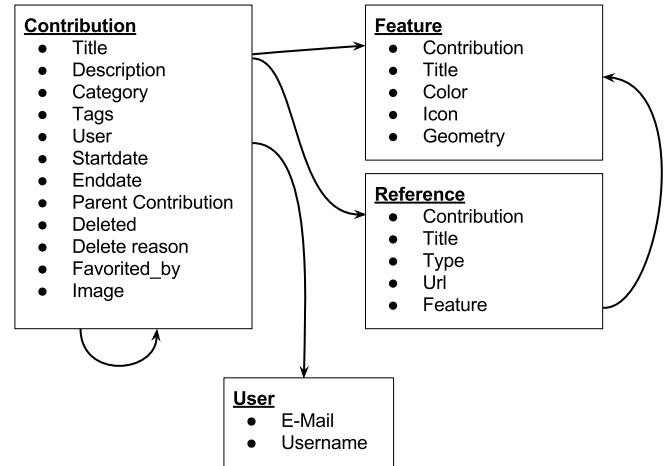 Contribution
● Title
● Description
● Category
● Tags
● User
● Startdate
● Enddate
● Parent Contribution
● Deleted
● Delete reason
● Favorited_by
● Image
Feature
● Contribution
● Title
● Color
● Icon
● Geometry
Reference
● Contribution
● Title
● Type
● Url
● Feature
User
● E-Mail
● Username